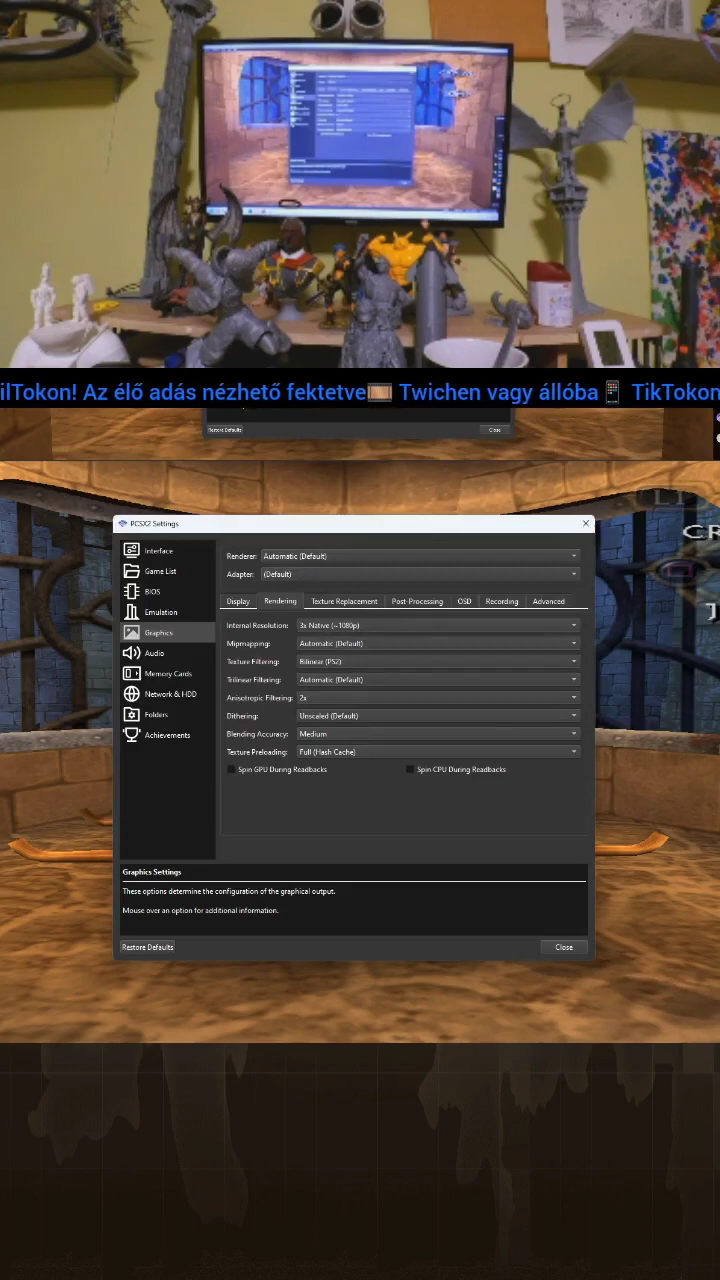 ilTokon! Az élő adás nézhető fektetve🎞️ Twichen vagy állóba📱 TikTokon
Restore Defaults Close
PCSX2 Settings
Interface
Game List
BIOS
Emulation
Graphics
Audio
Memory Cards
Network & HDD
Folders
Achievements
Renderer: Automatic (Default)
Adapter: (Default)
Display Rendering Texture Replacement Post-Processing OSD Recording Advanced
Internal Resolution: 3x Native (~1080p)
Mipmapping: Automatic (Default)
Texture Filtering: Bilinear (PS2)
Trilinear Filtering: Automatic (Default)
Anisotropic Filtering: 2x
Dithering: Unscaled (Default)
Blending Accuracy: Medium
Texture Preloading: Full (Hash Cache)
Spin GPU During Readbacks Spin CPU During Readbacks
Graphics Settings
These options determine the configuration of the graphical output.
Mouse over an option for additional information.
Restore Defaults Close
CR